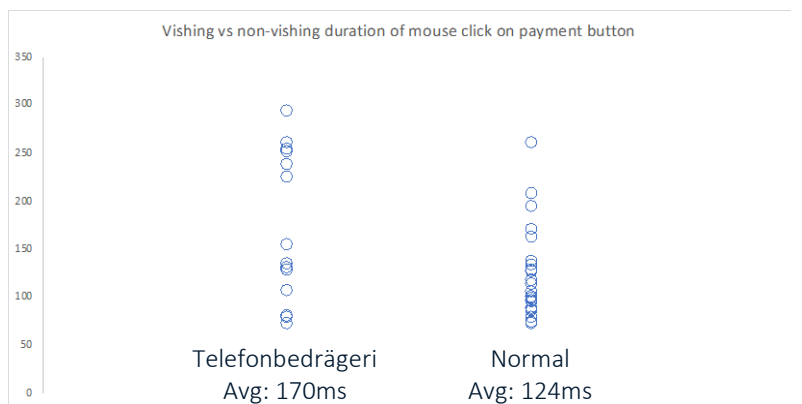 Vishing vs non-vishing duration of mouse click on payment button
350
300
250
200
150
100
50
0
Telefonbedrägeri
Avg: 170ms
Normal
Avg: 124ms